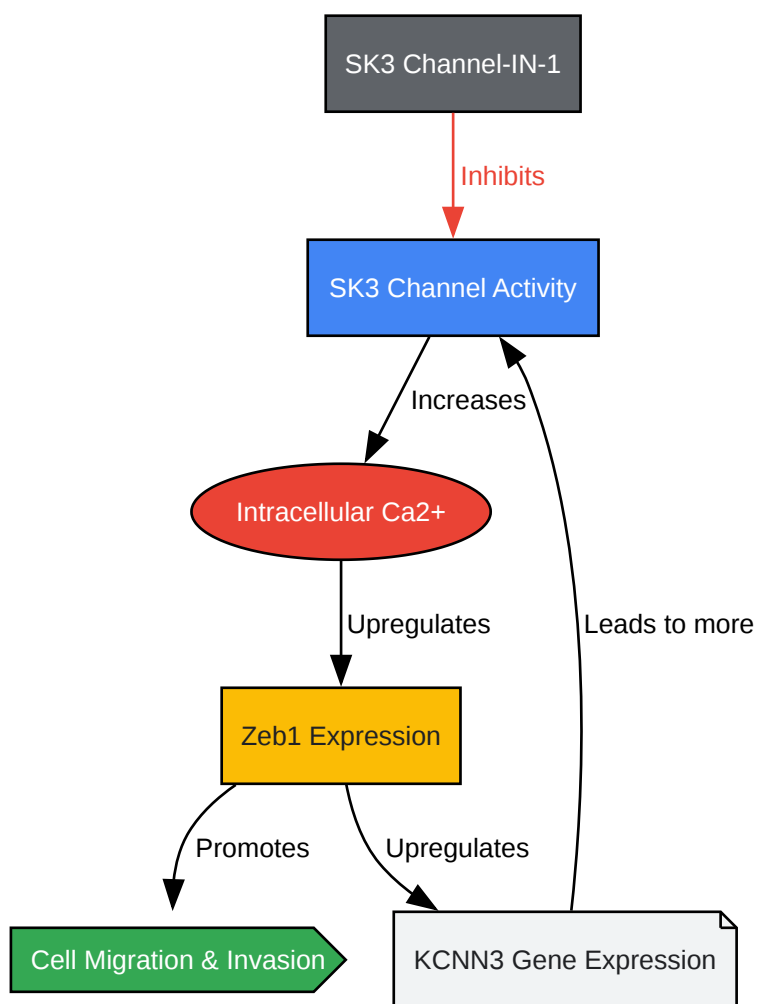 SK3 Channel-IN-1
Inhibits
SK3 Channel Activity
Increases
Intracellular Ca2+
Upregulates
Leads to more
Zeb1 Expression
Promotes
Upregulates
Cell Migration & Invasion
KCNN3 Gene Expression